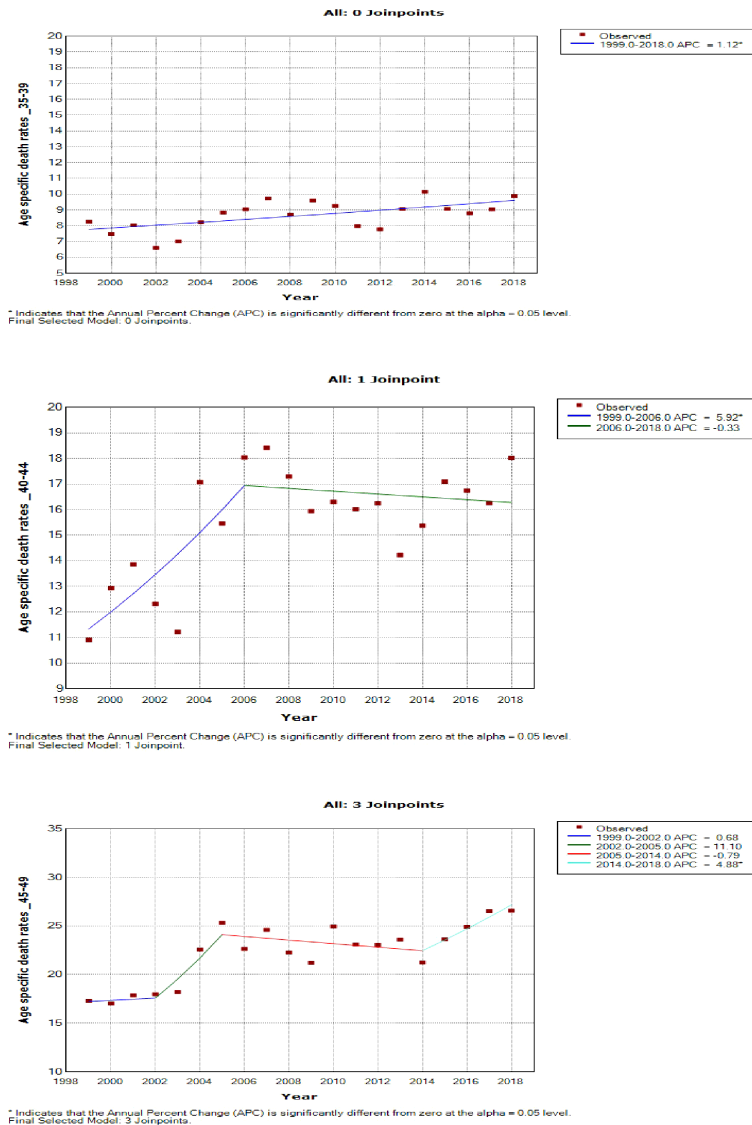 All: 0 Joinpoints
Observed
1999.0-2018.0 APC = 1.12*
Age specific death rates _35-39
20
19
18
17
16
15
14
13
12
11
10
9
8
7
6
5
1998 2000 2002 2004 2006 2008 2010 2012 2014 2016 2018
Year
* Indicates that the Annual Percent Change (APC) is significantly different from zero at the alpha = 0.05 level.
Final Selected Model: 0 Joinpoints.
All: 1 Joinpoint
Observed
1999.0-2006.0 APC = 5.92*
2006.0-2018.0 APC = -0.33
Age specific death rates _40-44
20
19
18
17
16
15
14
13
12
11
10
9
1998 2000 2002 2004 2006 2008 2010 2012 2014 2016 2018
Year
* Indicates that the Annual Percent Change (APC) is significantly different from zero at the alpha = 0.05 level.
Final Selected Model: 1 Joinpoint.
All: 3 Joinpoints
Observed
1999.0-2002.0 APC = 0.68
2002.0-2005.0 APC = 11.10
2005.0-2014.0 APC = -0.79
2014.0-2018.0 APC = 4.88*
Age specific death rates _45-49
35
30
25
20
15
10
1998 2000 2002 2004 2006 2008 2010 2012 2014 2016 2018
Year
* Indicates that the Annual Percent Change (APC) is significantly different from zero at the alpha = 0.05 level.
Final Selected Model: 3 Joinpoints.